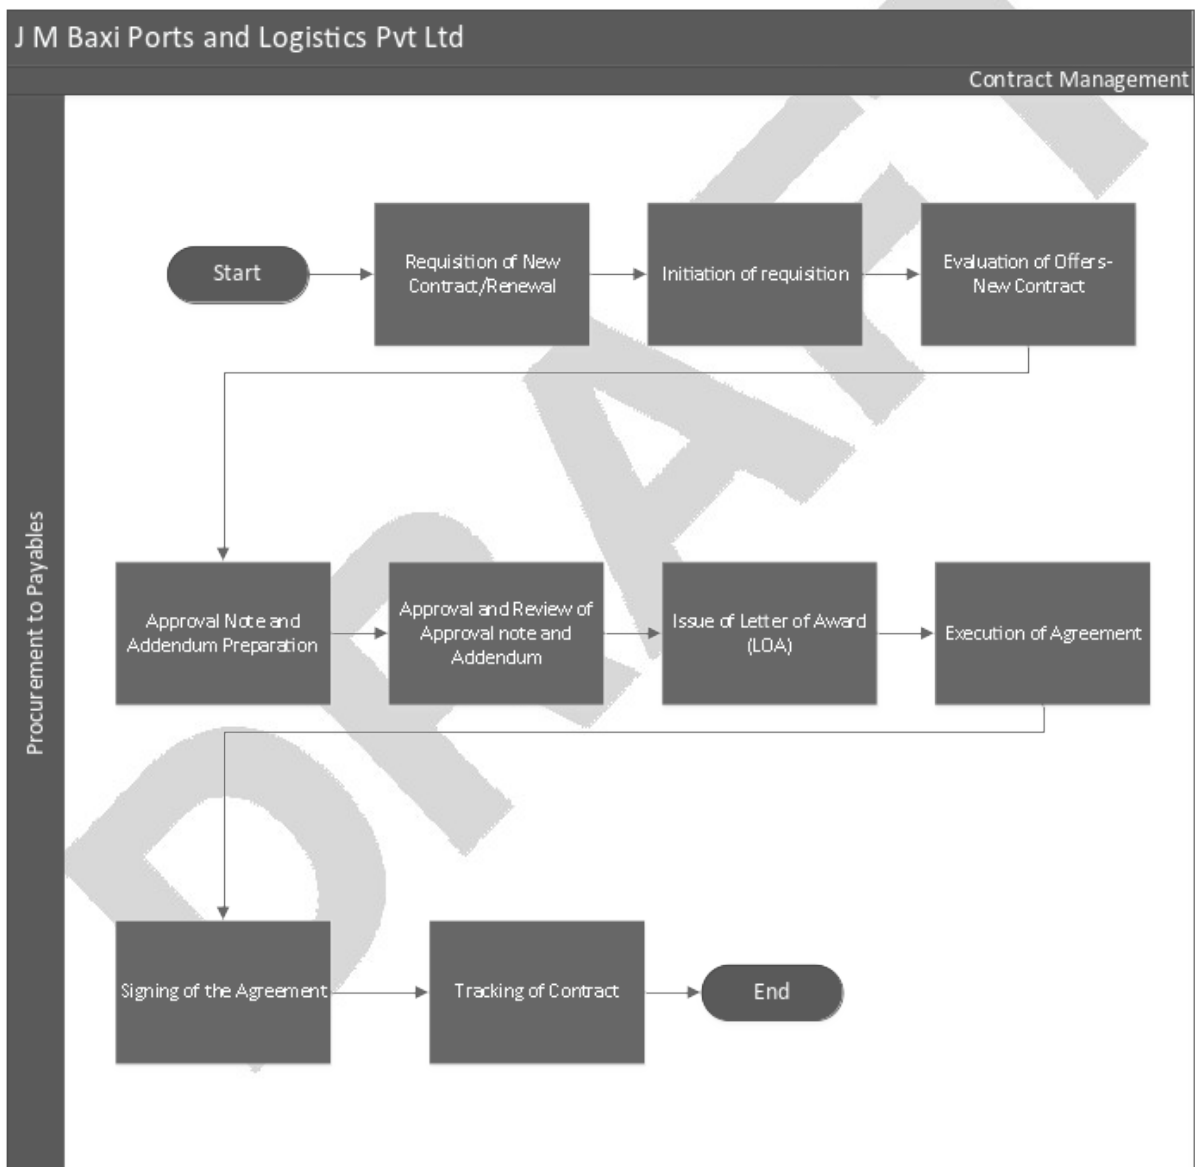 J M Baxi Ports and Logistics Pvt Ltd
Contract Management
Procurement to Payables
Start
Requisition of New
Contract/Renewal
Initiation of requisition
Evaluation of Offers-
New Contract
Approval Note and
Addendum Preparation
Approval and Review of
Approval note and
Addendum
Issue of Letter of Award
(LOA)
Execution of Agreement
Signing of the Agreement
Tracking of Contract
End
DRAFT